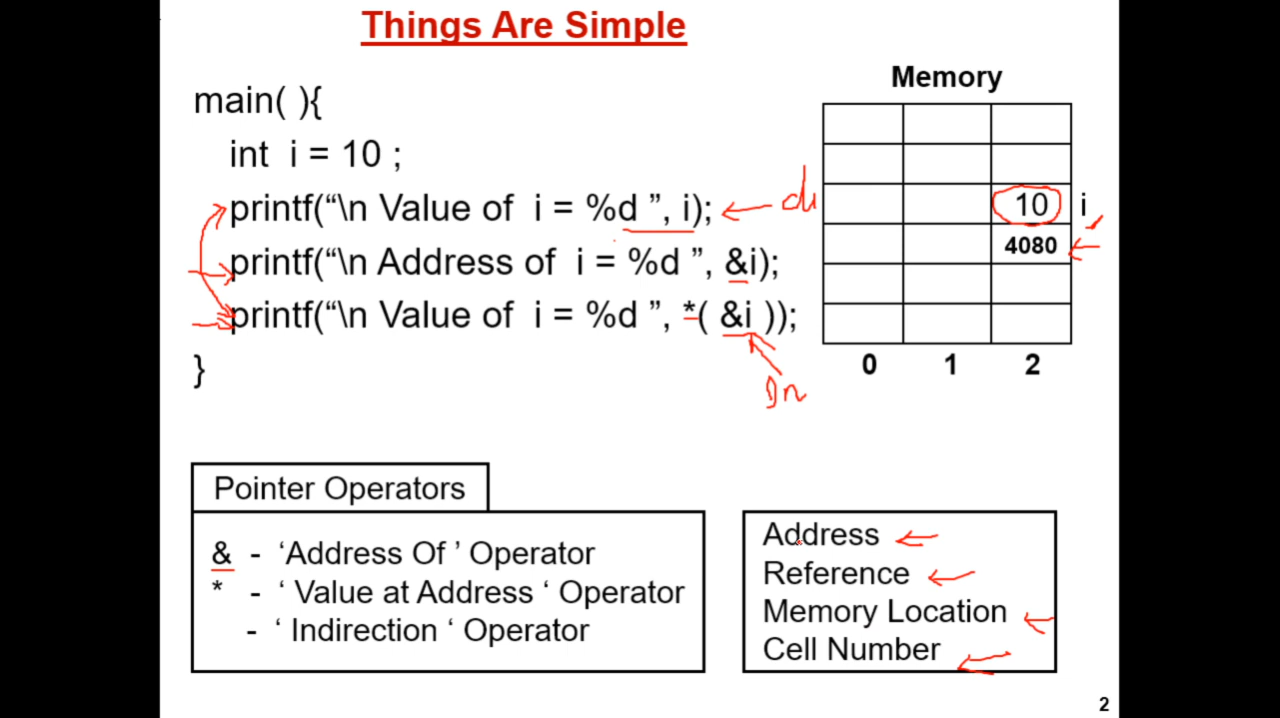 Things Are Simple
main( ){
int i = 10 ;
printf(“\n Value of i = %d ”, i);
printf(“\n Address of i = %d ”, &i);
printf(“\n Value of i = %d ”, *( &i ));
}
Memory
10 i
4080
0 1 2
Pointer Operators
& - ‘Address Of ’ Operator
* - ‘ Value at Address ‘ Operator
- ‘ Indirection ‘ Operator
Address
Reference
Memory Location
Cell Number
2